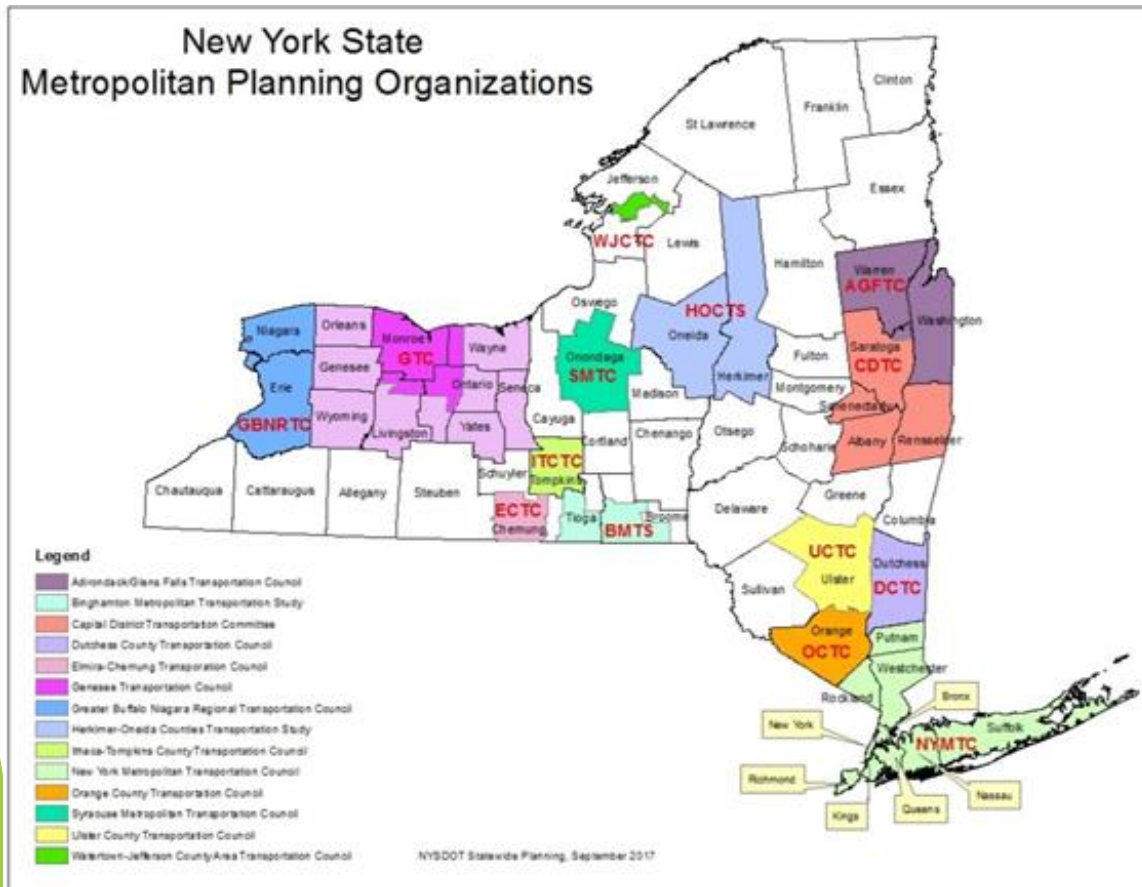 New York State
Metropolitan Planning Organizations
Clinton
Franklin
St Lawrence
Essex
Jefferson
WJCTC
Lewis
Hamilton
Warren
AGFTC
Washington
Oswego
HOCTS
Oneida
Herkimer
Niagara
Orleans
Monroe
GTC
Wayne
Genesee
Ontario
Seneca
Onondaga
SMTC
Madison
Fulton
Montgomery
Saratoga
CDTC
Schenectady
Erie
GBNRTC
Wyoming
Livingston
Yates
Cayuga
Cortland
Chenango
Otsego
Schoharie
Albany
Rensselaer
Chautauqua
Cattaraugus
Allegany
Steuben
Schuyler
ITCTC
Tompkins
ECTC
Chemung
Tioga
BMTS
Broome
Delaware
Greene
Columbia
UCTC
Ulster
Dutchess
DCTC
Sullivan
Orange
OCTC
Putnam
Westchester
Rockland
Bronx
New York
Suffolk
NYMTC
Richmond
Kings
Queens
Nassau
Legend
Adirondack/Glens Falls Transportation Council
Binghamton Metropolitan Transportation Study
Capital District Transportation Committee
Dutchess County Transportation Council
Elmira-Chemung Transporation Council
Genesee Transportation Council
Greater Buffalo Niagara Regional Transportation Council
Herkimer-Oneida Counties Transportation Study
Ithaca-Tompkins County Transportation Council
New York Metropolitan Transportation Council
Orange County Transportation Council
Syracuse Metropolitan Transportation Council
Ulster County Transportation Council
Watertown-Jefferson County Area Transportation Council
NYSDOT Statewide Planning, September 2017